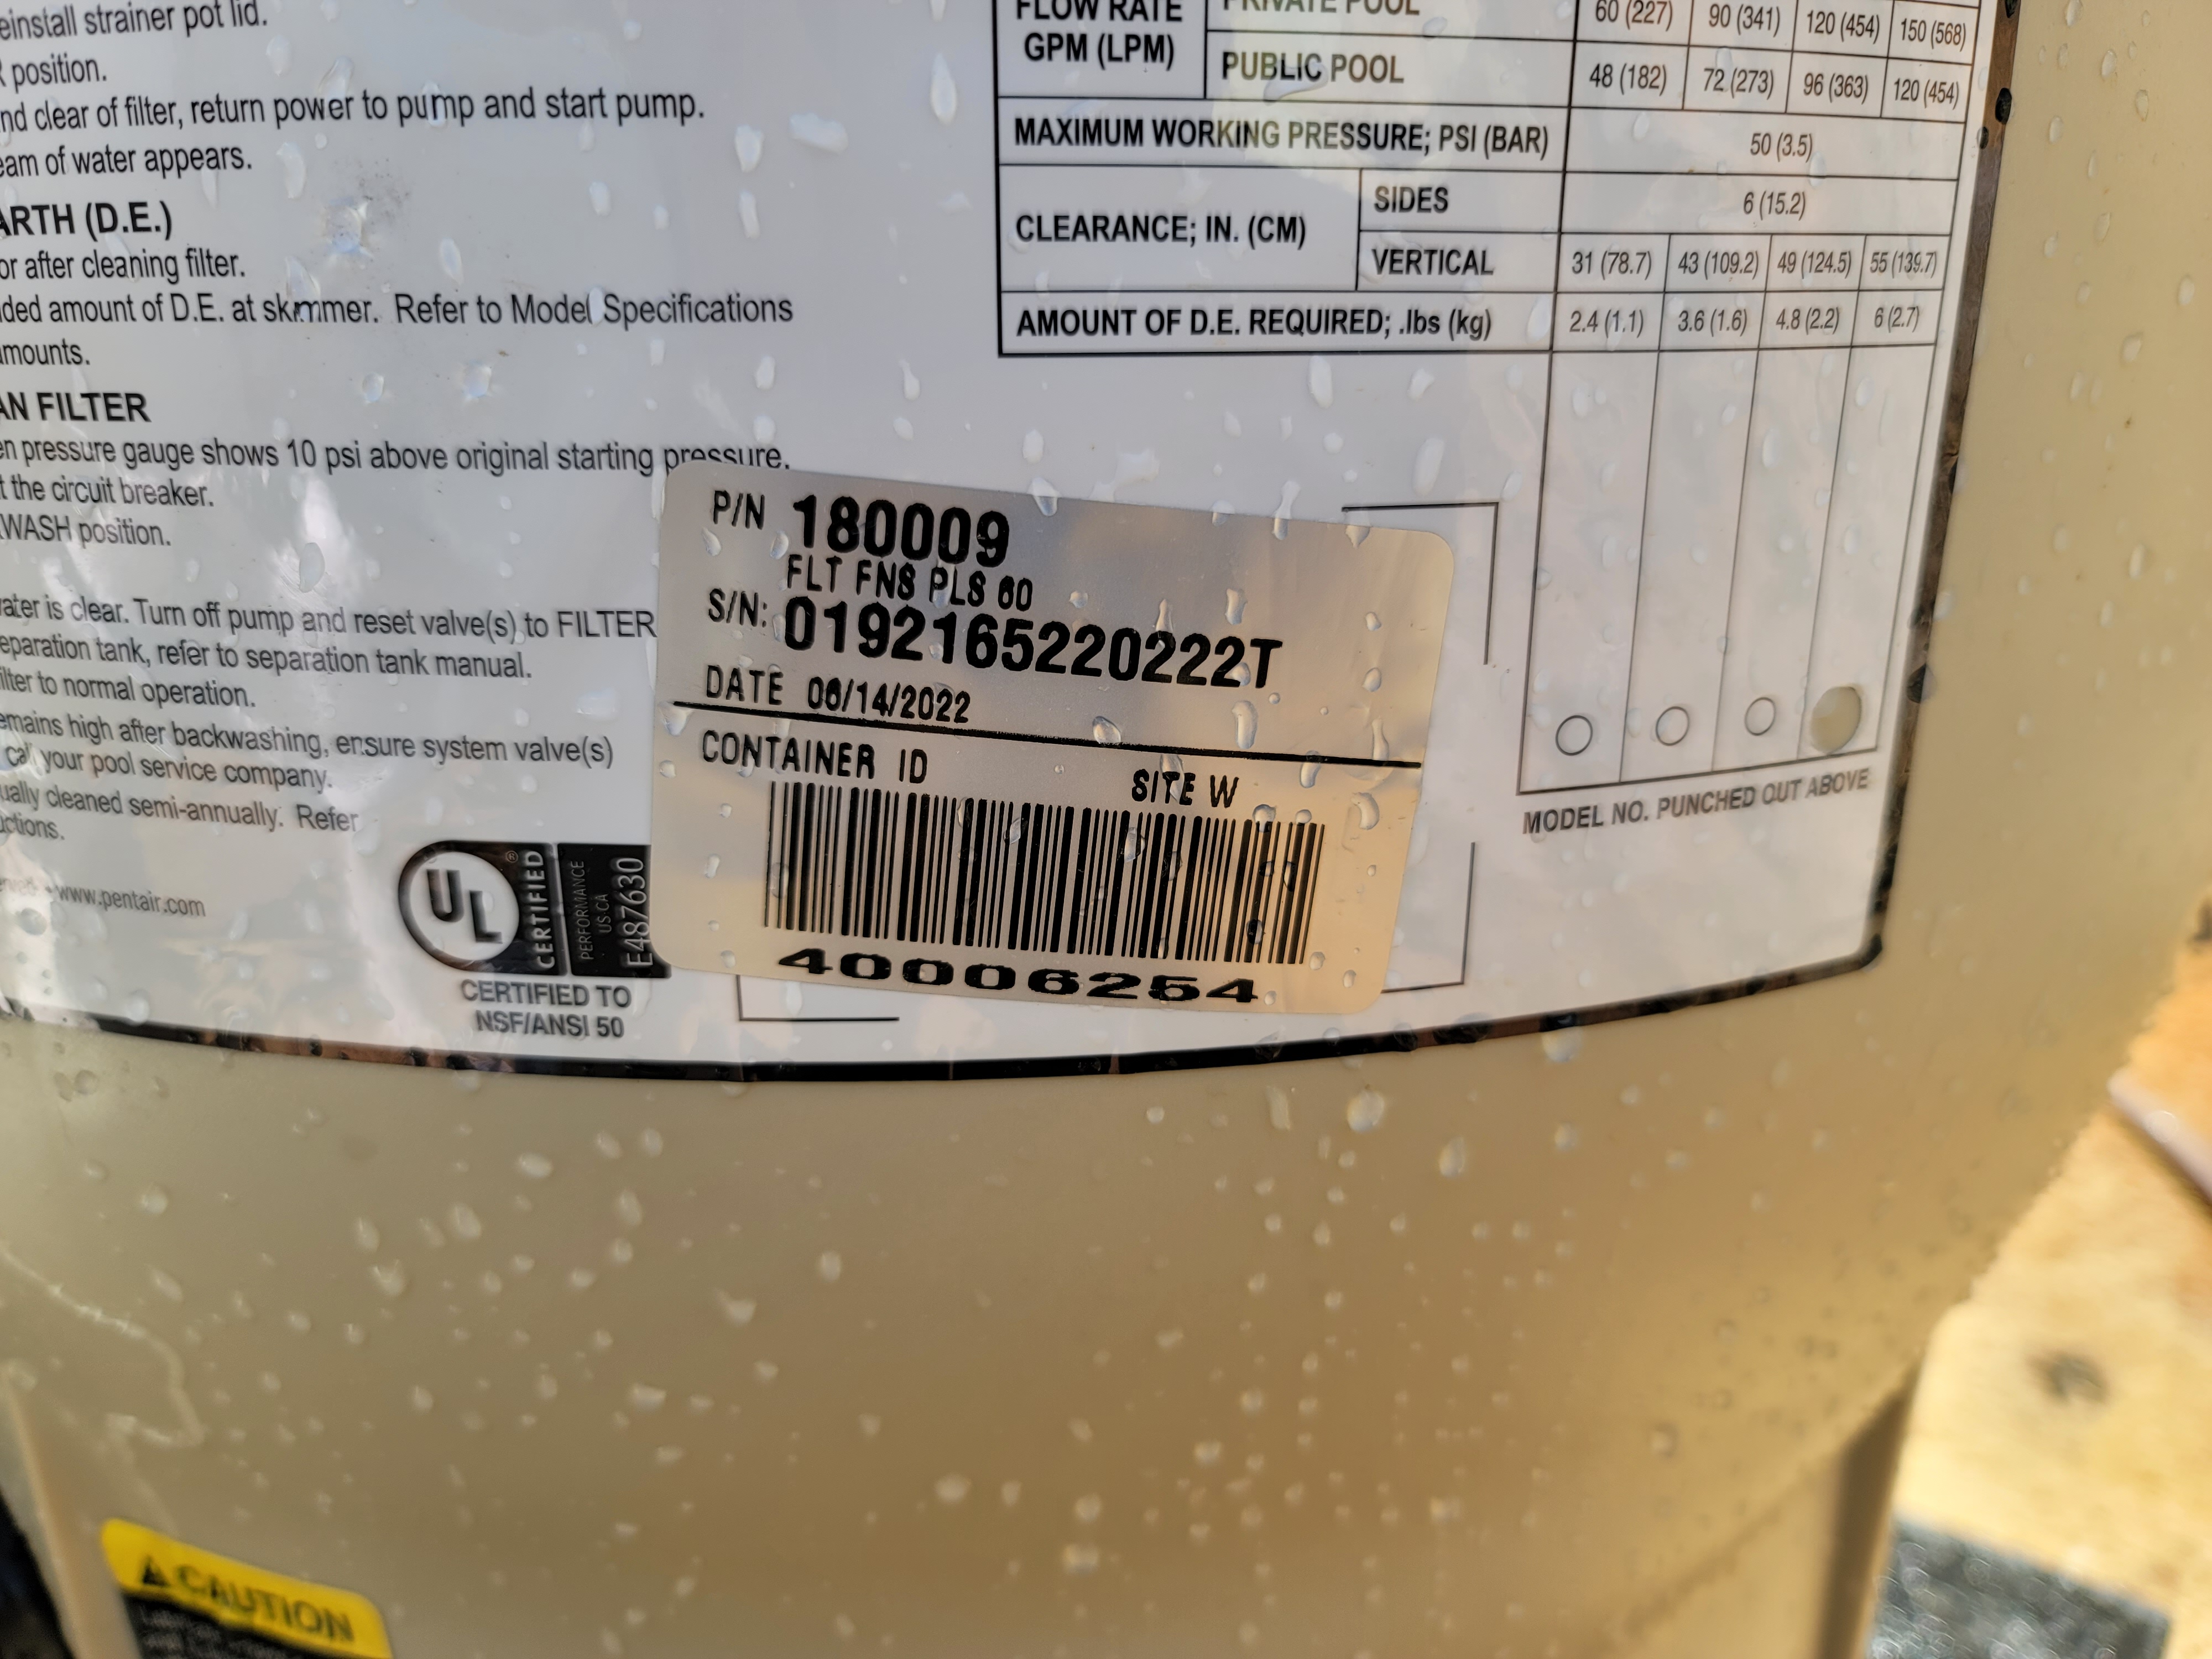 einstall strainer pot lid.
position.
nd clear of filter, return power to pump and start pump.
eam of water appears.
ARTH (D.E.)
or after cleaning filter.
ded amount of D.E. at skimmer. Refer to Model Specifications
amounts.
AN FILTER
en pressure gauge shows 10 psi above original starting pressure.
t the circuit breaker.
WASH position.
ater is clear. Turn off pump and reset valve(s) to FILTER
eparation tank, refer to separation tank manual.
ilter to normal operation.
emains high after backwashing, ensure system valve(s)
call your pool service company.
ually cleaned semi-annually. Refer
uctions.
www.pentair.com
UL ® CERTIFIED
PERFORMANCE
US CA
E487630
CERTIFIED TO
NSF/ANSI 50
FLOW RATE
GPM (LPM)
PRIVATE POOL 60 (227) 90 (341) 120 (454) 150 (568)
PUBLIC POOL 48 (182) 72 (273) 96 (363) 120 (454)
MAXIMUM WORKING PRESSURE; PSI (BAR) 50 (3.5)
CLEARANCE; IN. (CM)
SIDES 6 (15.2)
VERTICAL 31 (78.7) 43 (109.2) 49 (124.5) 55 (139.7)
AMOUNT OF D.E. REQUIRED; .lbs (kg) 2.4 (1.1) 3.6 (1.6) 4.8 (2.2) 6 (2.7)
MODEL NO. PUNCHED OUT ABOVE
P/N 180009
FLT FNS PLS 60
S/N: 0192165220222T
DATE 06/14/2022
CONTAINER ID
SITE W
40006254
CAUTION